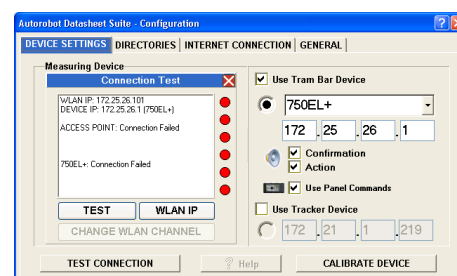 Autorobot Datasheet Suite - Configuration
DEVICE SETTINGS DIRECTORIES INTERNET CONNECTION GENERAL
Measuring Device
Connection Test
WLAN IP: 172.25.26.101
DEVICE IP: 172.25.26.1 (750EL+)
ACCESS POINT: Connection Failed
750EL+: Connection Failed
TEST WLAN IP
CHANGE WLAN CHANNEL
Use Tram Bar Device
750EL+
172 . 25 . 26 . 1
Confirmation
Action
Use Panel Commands
Use Tracker Device
172 . 21 . 1 . 219
TEST CONNECTION ? Help CALIBRATE DEVICE